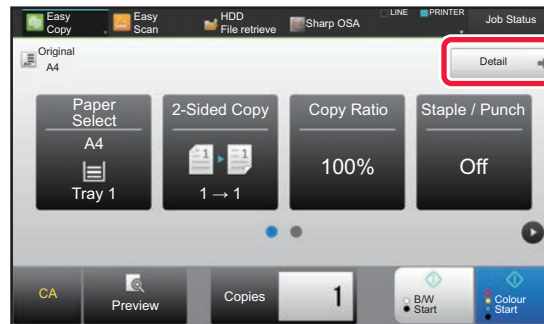 Easy
Copy
Easy
Scan
HDD
File retrieve
Sharp OSA
LINE
PRINTER
Job Status
Original
A4
Detail
Paper
Select
A4
Tray 1
2-Sided Copy
1
1
1 → 1
Copy Ratio
100%
Staple / Punch
Off
CA
Preview
Copies
1
B/W
Start
Colour
Start